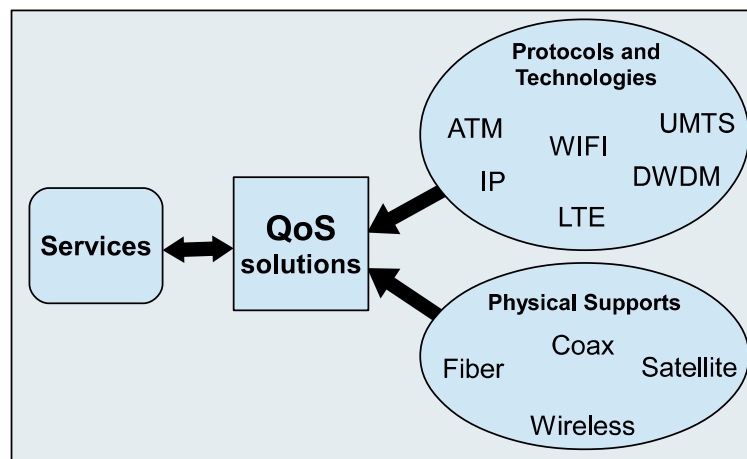 Protocols and
Technologies
ATM
WIFI
UMTS
IP
DWDM
LTE
Services
QoS
solutions
Physical Supports
Fiber
Coax
Satellite
Wireless